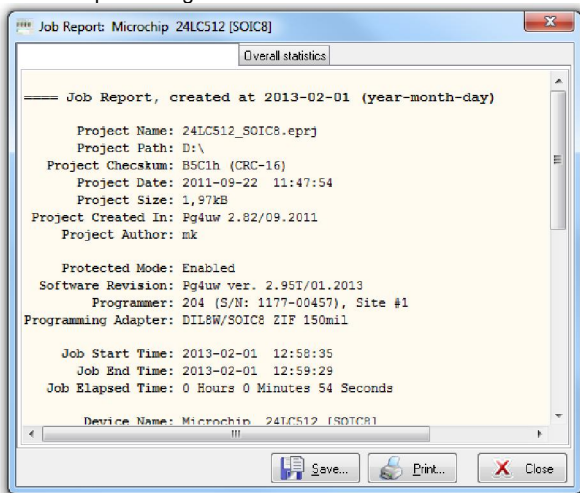 Job Report: Microchip 24LC512 [SOIC8]
Overall statistics
==== Job Report, created at 2013-02-01 (year-month-day)
Project Name: 24LC512_SOIC8.eprj
Project Path: D:\
Project Checskum: B5C1h (CRC-16)
Project Date: 2011-09-22 11:47:54
Project Size: 1,97kB
Project Created In: Pg4uw 2.82/09.2011
Project Author: mk
Protected Mode: Enabled
Software Revision: Pg4uw ver. 2.95T/01.2013
Programmer: 204 (S/N: 1177-00457), Site #1
Programming Adapter: DIL8W/SOIC8 ZIF 150mil
Job Start Time: 2013-02-01 12:58:35
Job End Time: 2013-02-01 12:59:29
Job Elapsed Time: 0 Hours 0 Minutes 54 Seconds
Device Name: Microchip 24LC512 [SOIC8]
Save... Print... X Close